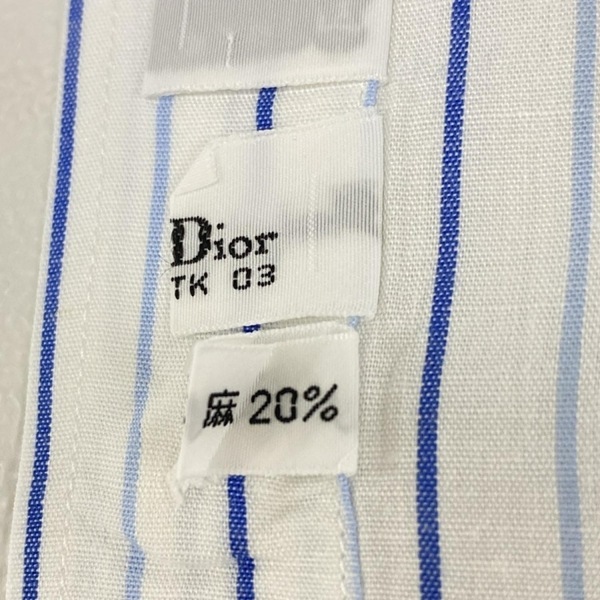 Dior
TK 03
麻 20%